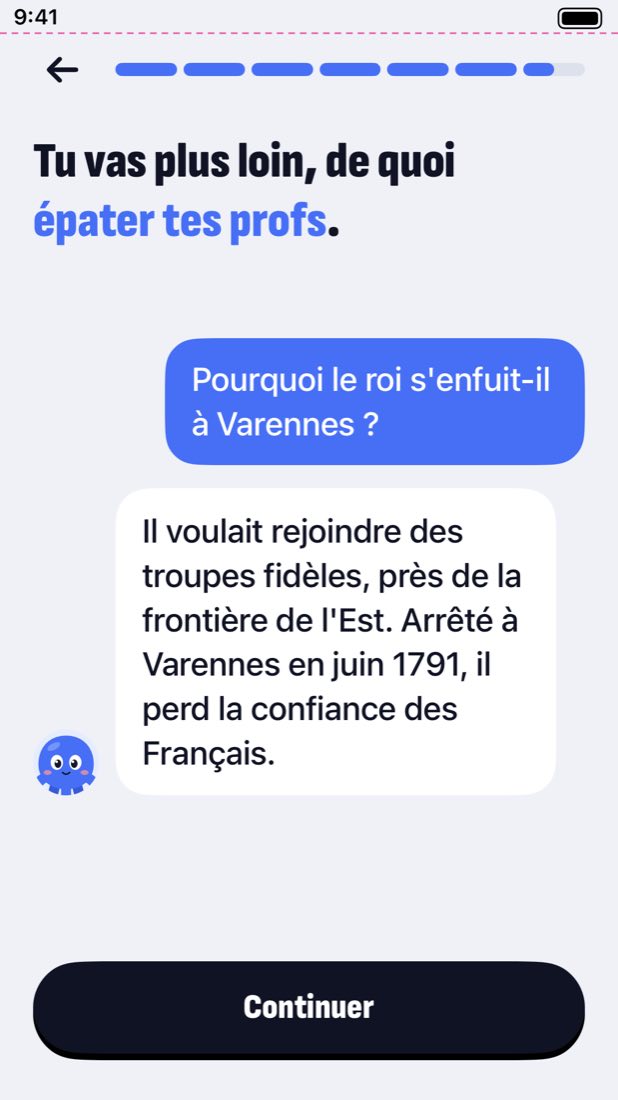 9:41
Tu vas plus loin, de quoi
épater tes profs.
Pourquoi le roi s'enfuit-il
à Varennes ?
Il voulait rejoindre des
troupes fidèles, près de la
frontière de l'Est. Arrêté à
Varennes en juin 1791, il
perd la confiance des
Français.
Continuer